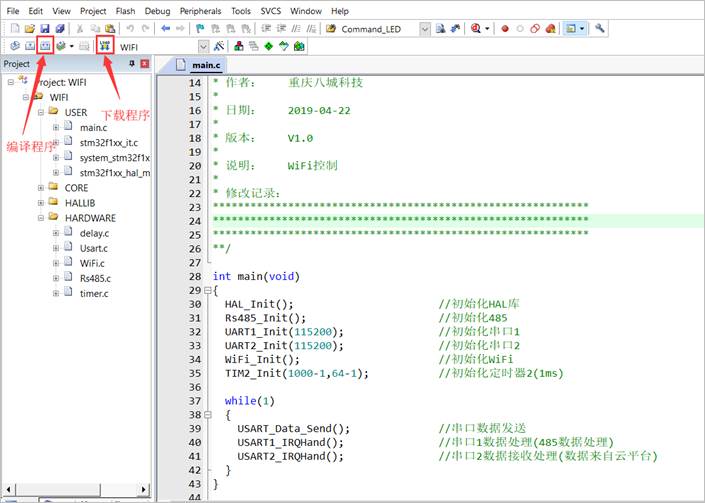 File Edit View Project Flash Debug Peripherals Tools SVCS Window Help
Command_LED
LOAD WIFI
Project
main.c
Project: WIFI
WIFI
USER
main.c
stm32f1xx_it.c
system_stm32f1x
stm32f1xx_hal_m
CORE
HALLIB
HARDWARE
delay.c
Usart.c
WiFi.c
Rs485.c
timer.c
编译程序
下载程序
14 * 作者: 重庆八城科技
15 *
16 * 日期: 2019-04-22
17 *
18 * 版本: V1.0
19 *
20 * 说明: WiFi控制
21 *
22 * 修改记录:
23 ************************************************************
24 ************************************************************
25 ************************************************************
26 **/
27
28 int main(void)
29 {
30 HAL_Init(); //初始化HAL库
31 Rs485_Init(); //初始化485
32 UART1_Init(115200); //初始化串口1
33 UART2_Init(115200); //初始化串口2
34 WiFi_Init(); //初始化WiFi
35 TIM2_Init(1000-1,64-1); //初始化定时器2(1ms)
36
37 while(1)
38 {
39 USART_Data_Send(); //串口数据发送
40 USART1_IRQHand(); //串口1数据处理(485数据处理)
41 USART2_IRQHand(); //串口2数据接收处理(数据来自云平台)
42 }
43 }
44